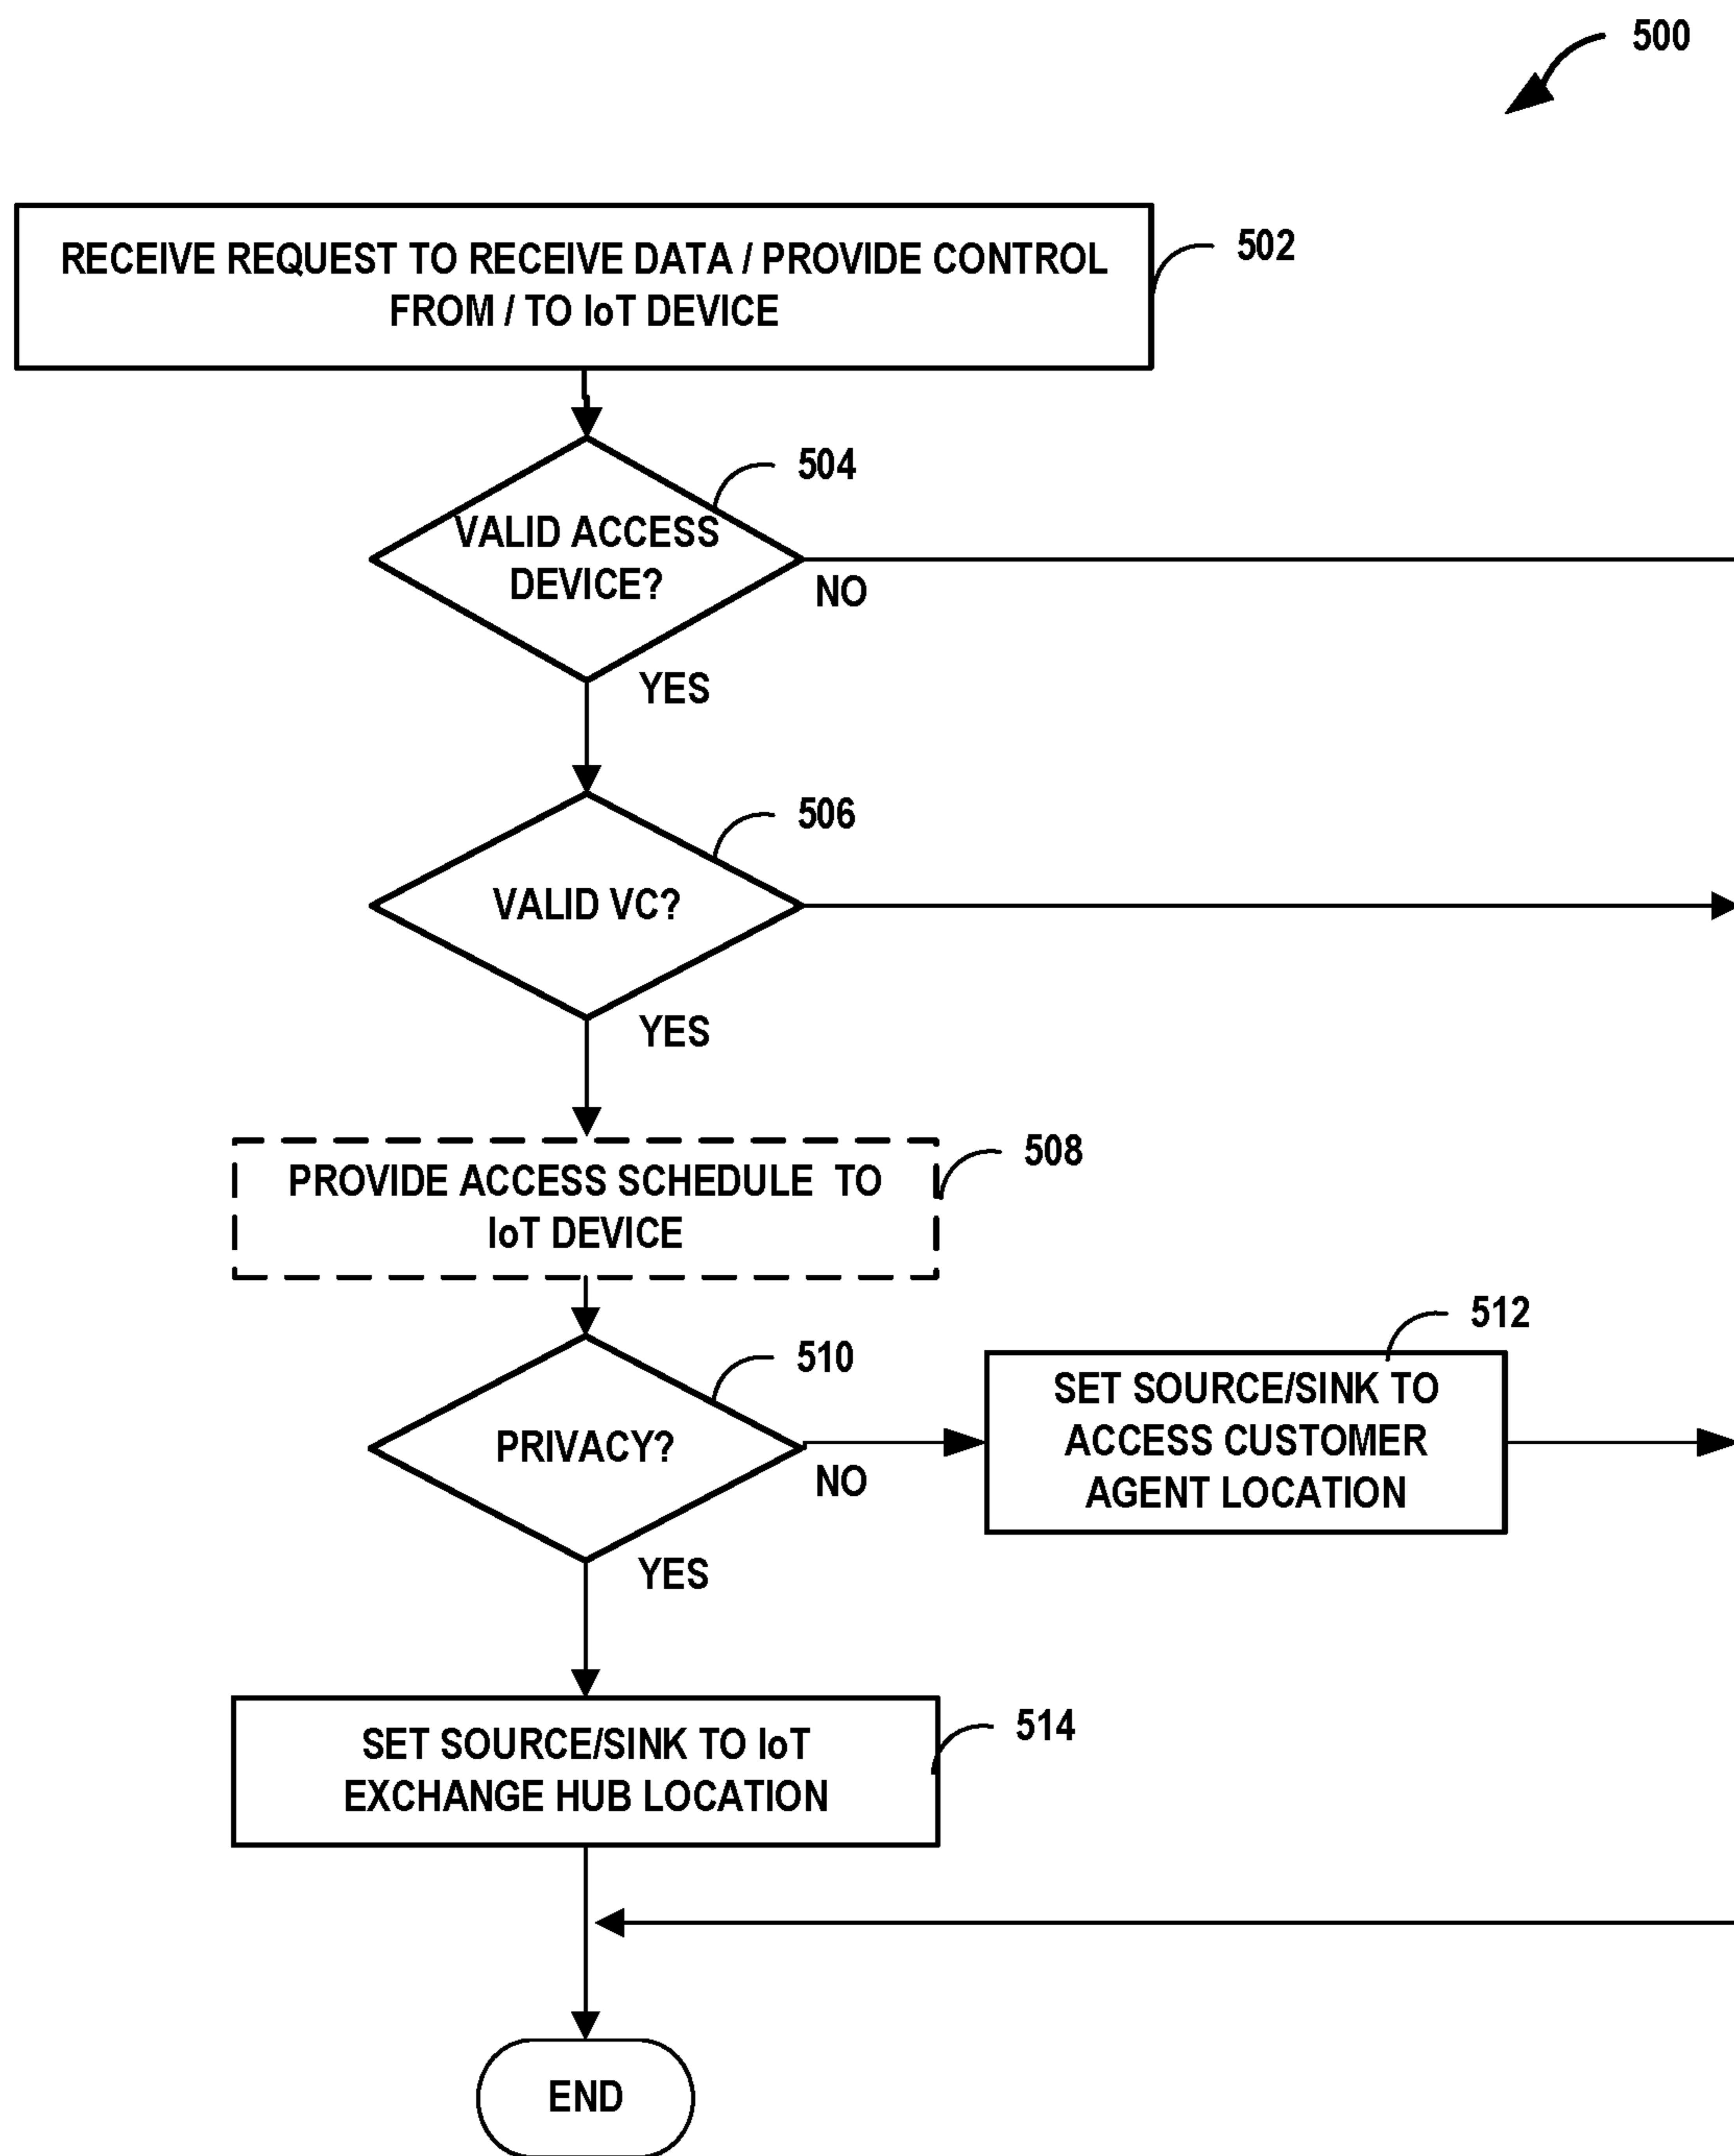 500
RECEIVE REQUEST TO RECEIVE DATA / PROVIDE CONTROL
FROM / TO IoT DEVICE
502
504
VALID ACCESS
DEVICE?
NO
YES
506
VALID VC?
YES
508
PROVIDE ACCESS SCHEDULE TO
IoT DEVICE
510
PRIVACY?
NO
YES
512
SET SOURCE/SINK TO
ACCESS CUSTOMER
AGENT LOCATION
514
SET SOURCE/SINK TO IoT
EXCHANGE HUB LOCATION
END